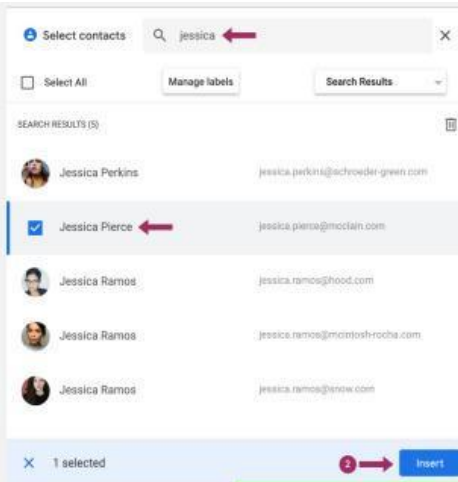 Select contacts jessica
Select All Manage labels Search Results
SEARCH RESULTS (5)
Jessica Perkins jessica.perkins@schroeder-green.com
Jessica Pierce jessica.pierce@mcclain.com
Jessica Ramos jessica.ramos@hood.com
Jessica Ramos jessica.ramos@mcintosh-rocha.com
Jessica Ramos jessica.ramos@snow.com
1 selected 2 Insert